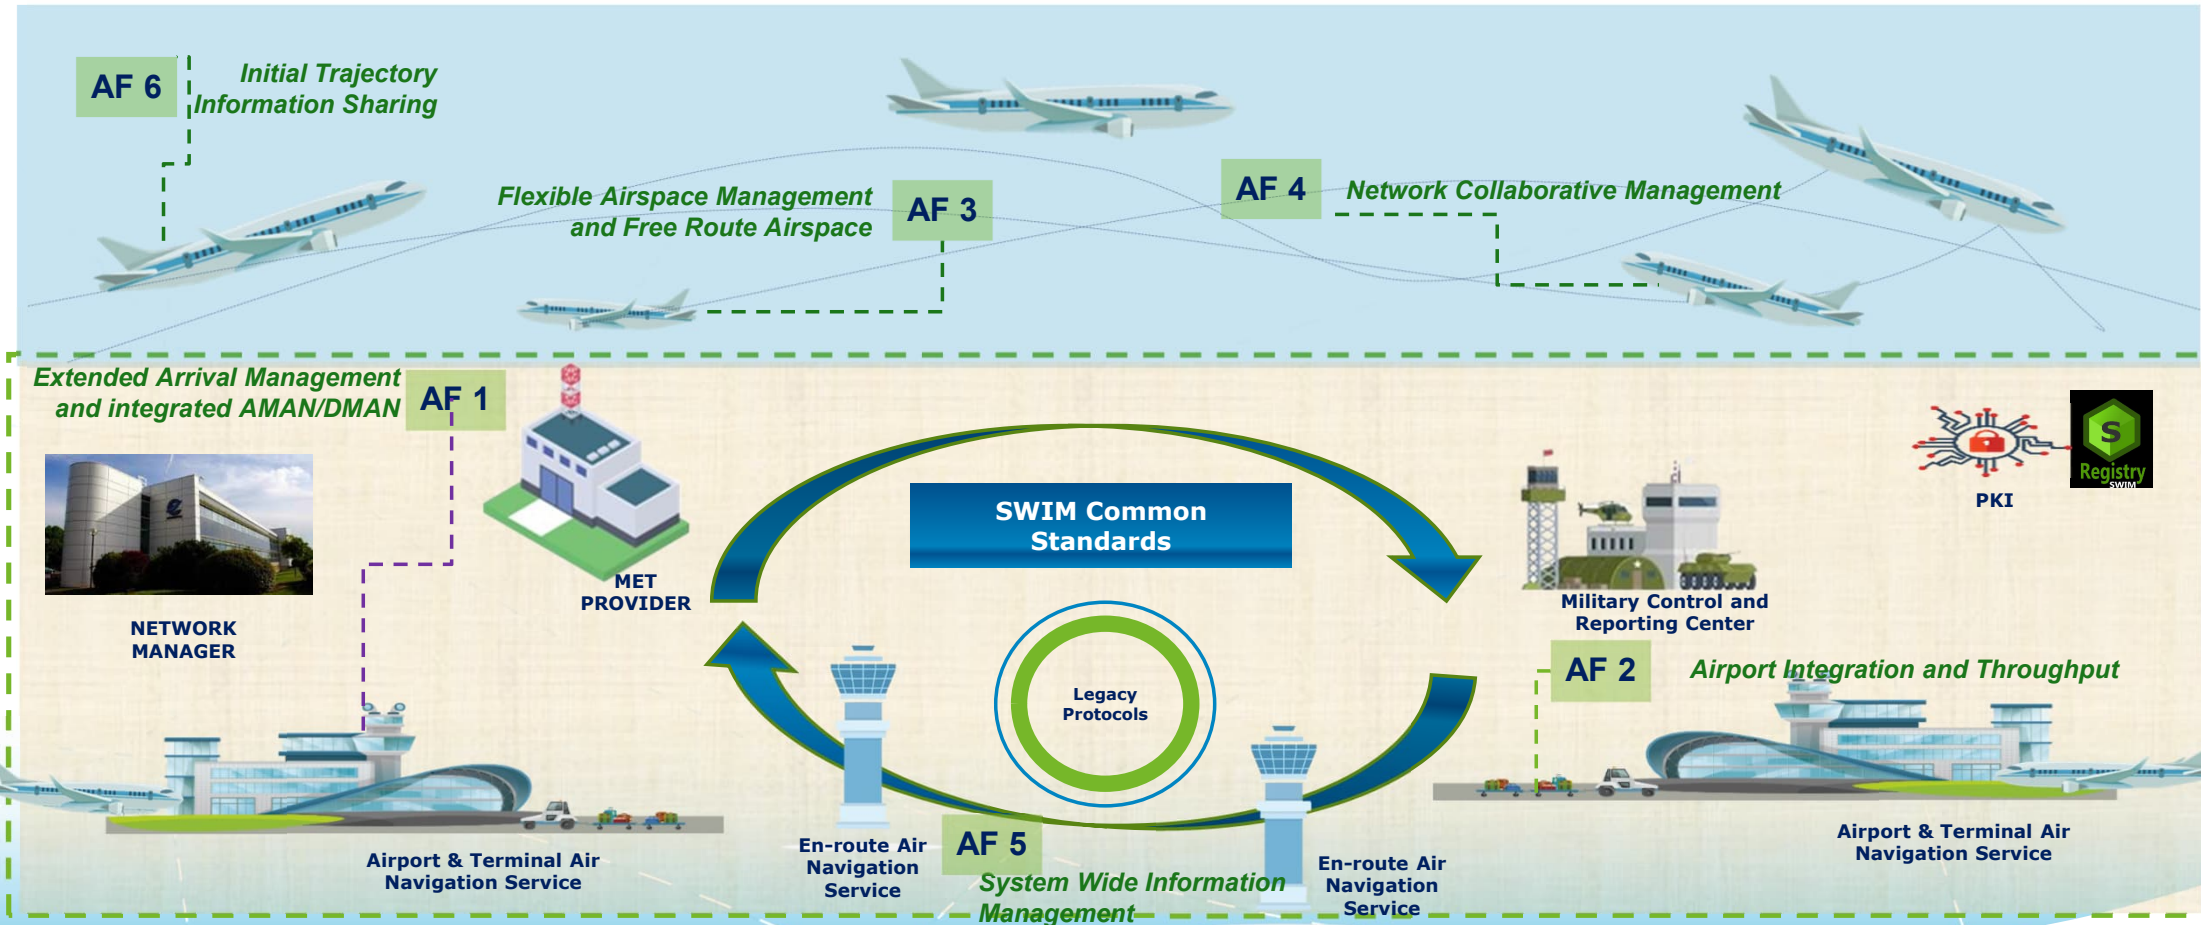 AF 6
Initial Trajectory
Information Sharing
Flexible Airspace Management
and Free Route Airspace
AF 3
AF 4
Network Collaborative Management
Extended Arrival Management
and integrated AMAN/DMAN
AF 1
NETWORK
MANAGER
MET
PROVIDER
SWIM Common
Standards
Legacy
Protocols
Military Control and
Reporting Center
PKI
S
Registry
SWIM
AF 2
Airport Integration and Throughput
Airport & Terminal Air
Navigation Service
En-route Air
Navigation
Service
AF 5
System Wide Information
Management
En-route Air
Navigation
Service
Airport & Terminal Air
Navigation Service